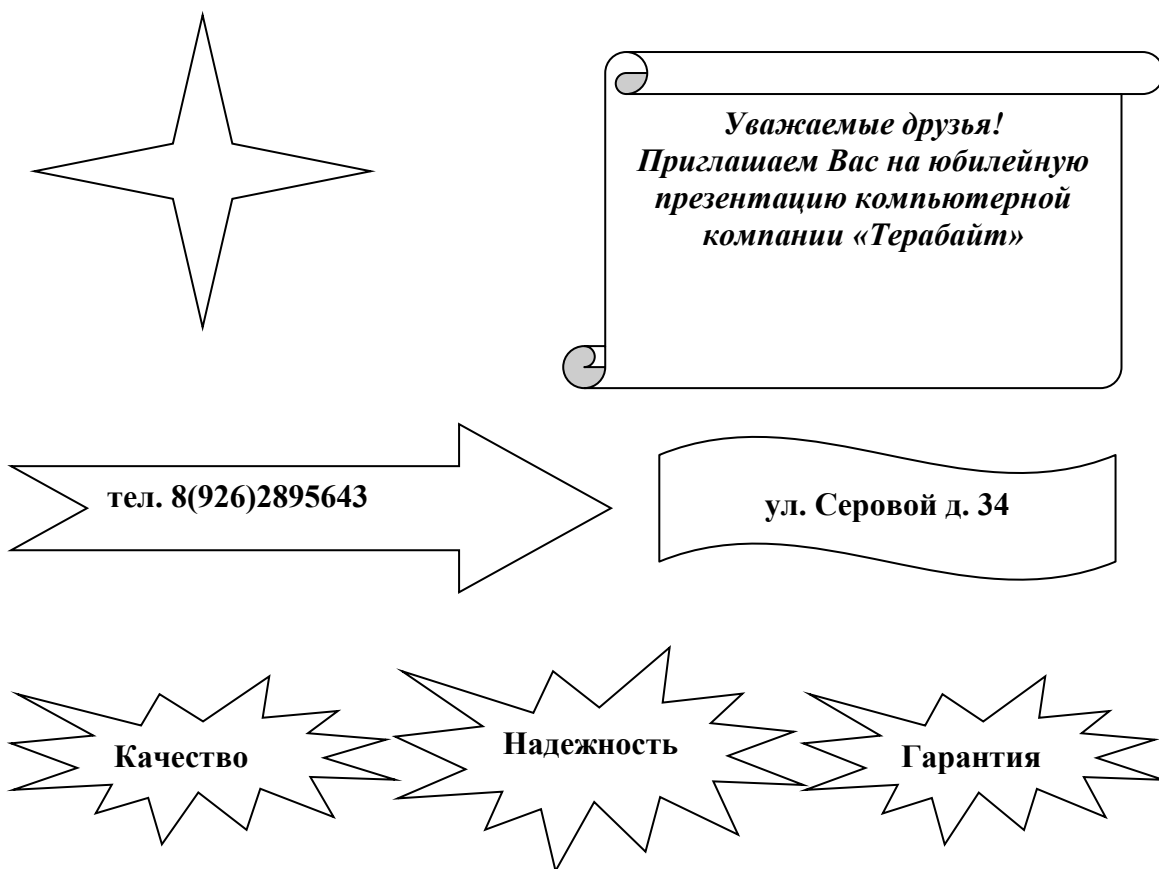 Уважаемые друзья!
Приглашаем Вас на юбилейную
презентацию компьютерной
компании «Терабайт»
тел. 8(926)2895643
ул. Серовой д. 34
Качество
Надежность
Гарантия